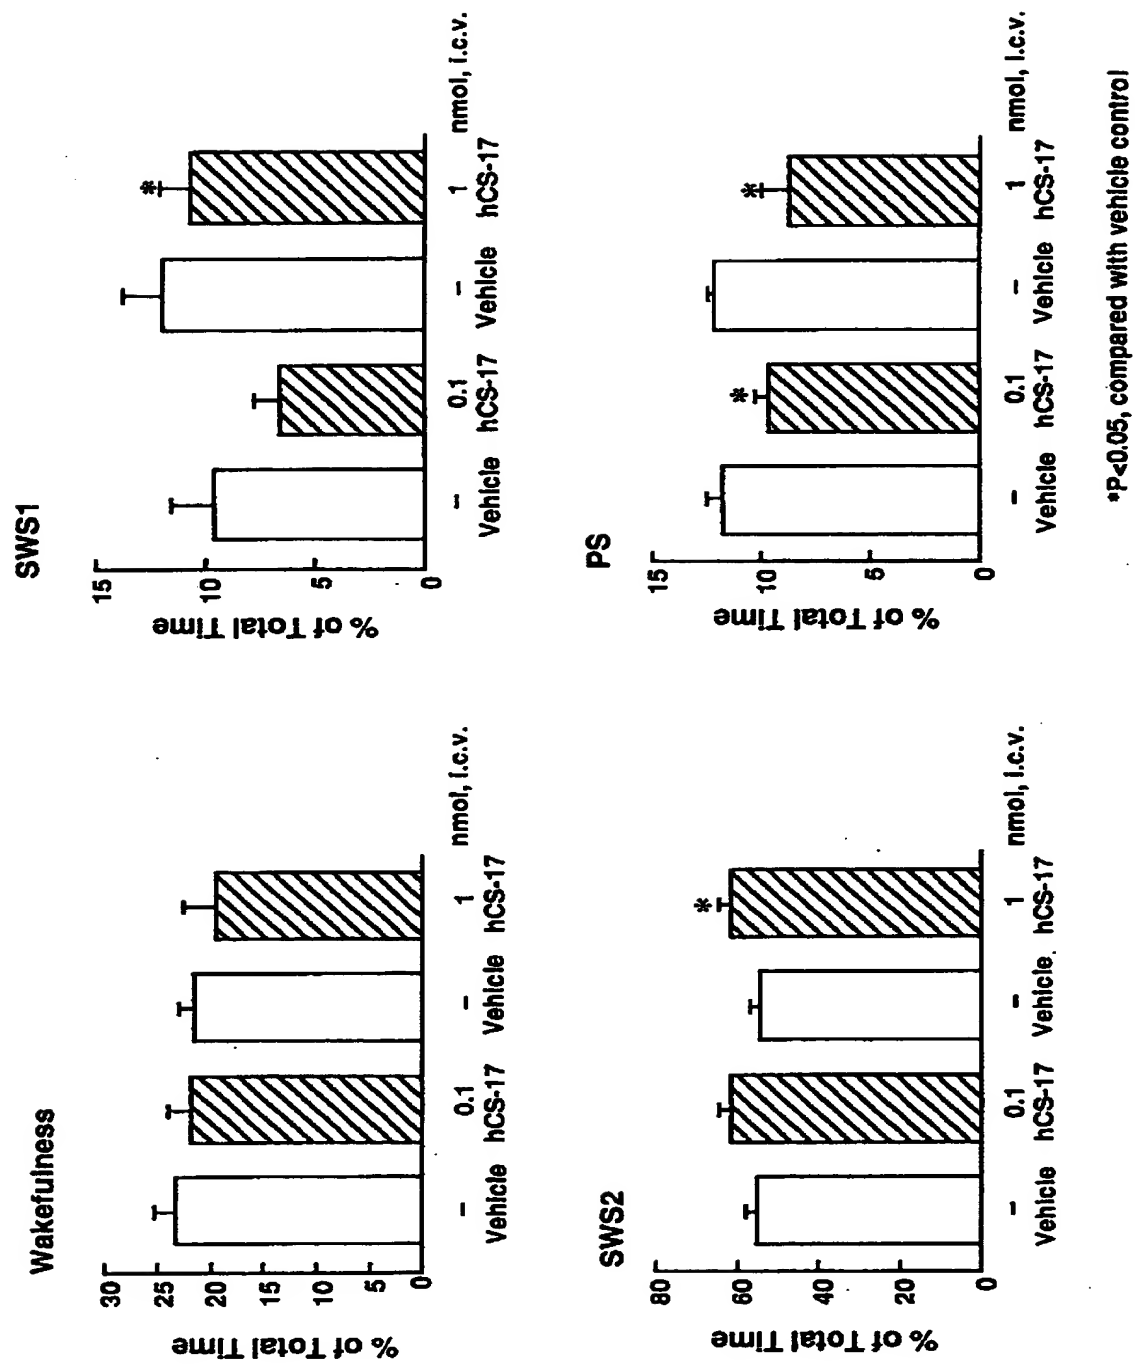 Wakefulness
% of Total Time
30
25
20
15
10
5
0
– 0.1 – 1 nmol, i.c.v.
Vehicle hCS-17 Vehicle hCS-17
SWS1
% of Total Time
15
10
5
0
*
– 0.1 – 1 nmol, i.c.v.
Vehicle hCS-17 Vehicle hCS-17
SWS2
% of Total Time
80
60
40
20
0
*
– 0.1 – 1 nmol, i.c.v.
Vehicle hCS-17 Vehicle hCS-17
PS
% of Total Time
15
10
5
0
* *
– 0.1 – 1 nmol, i.c.v.
Vehicle hCS-17 Vehicle hCS-17
*P<0.05, compared with vehicle control